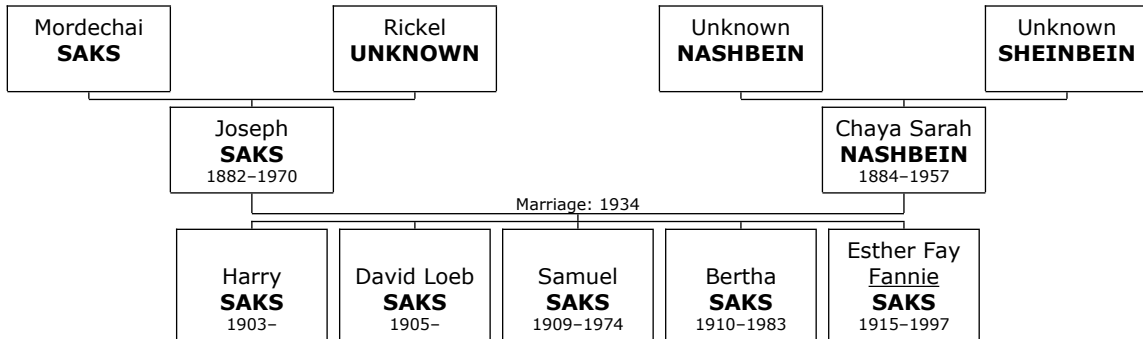 Mordechai
SAKS
Rickel
UNKNOWN
Unknown
NASHBEIN
Unknown
SHEINBEIN
Joseph
SAKS
1882–1970
Chaya Sarah
NASHBEIN
1884–1957
Marriage: 1934
Harry
SAKS
1903–
David Loeb
SAKS
1905–
Samuel
SAKS
1909–1974
Bertha
SAKS
1910–1983
Esther Fay
Fannie
SAKS
1915–1997